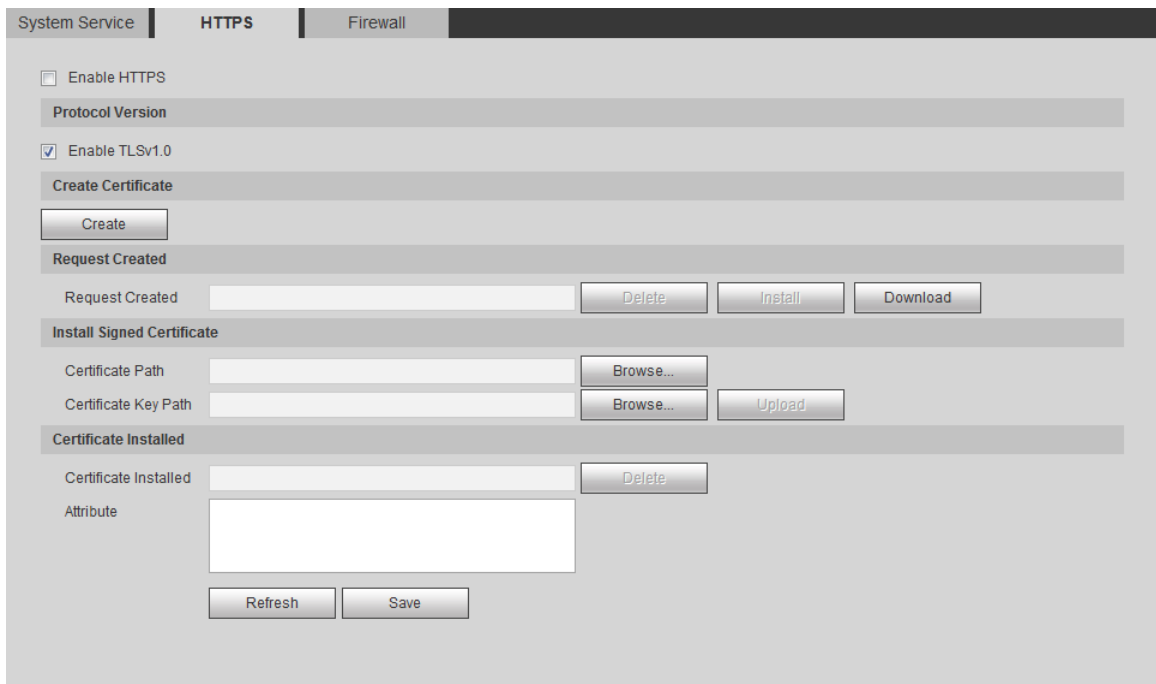 System Service HTTPS Firewall
Enable HTTPS
Protocol Version
Enable TLSv1.0
Create Certificate
Create
Request Created
Request Created Delete Install Download
Install Signed Certificate
Certificate Path Browse...
Certificate Key Path Browse... Upload
Certificate Installed
Certificate Installed Delete
Attribute
Refresh Save